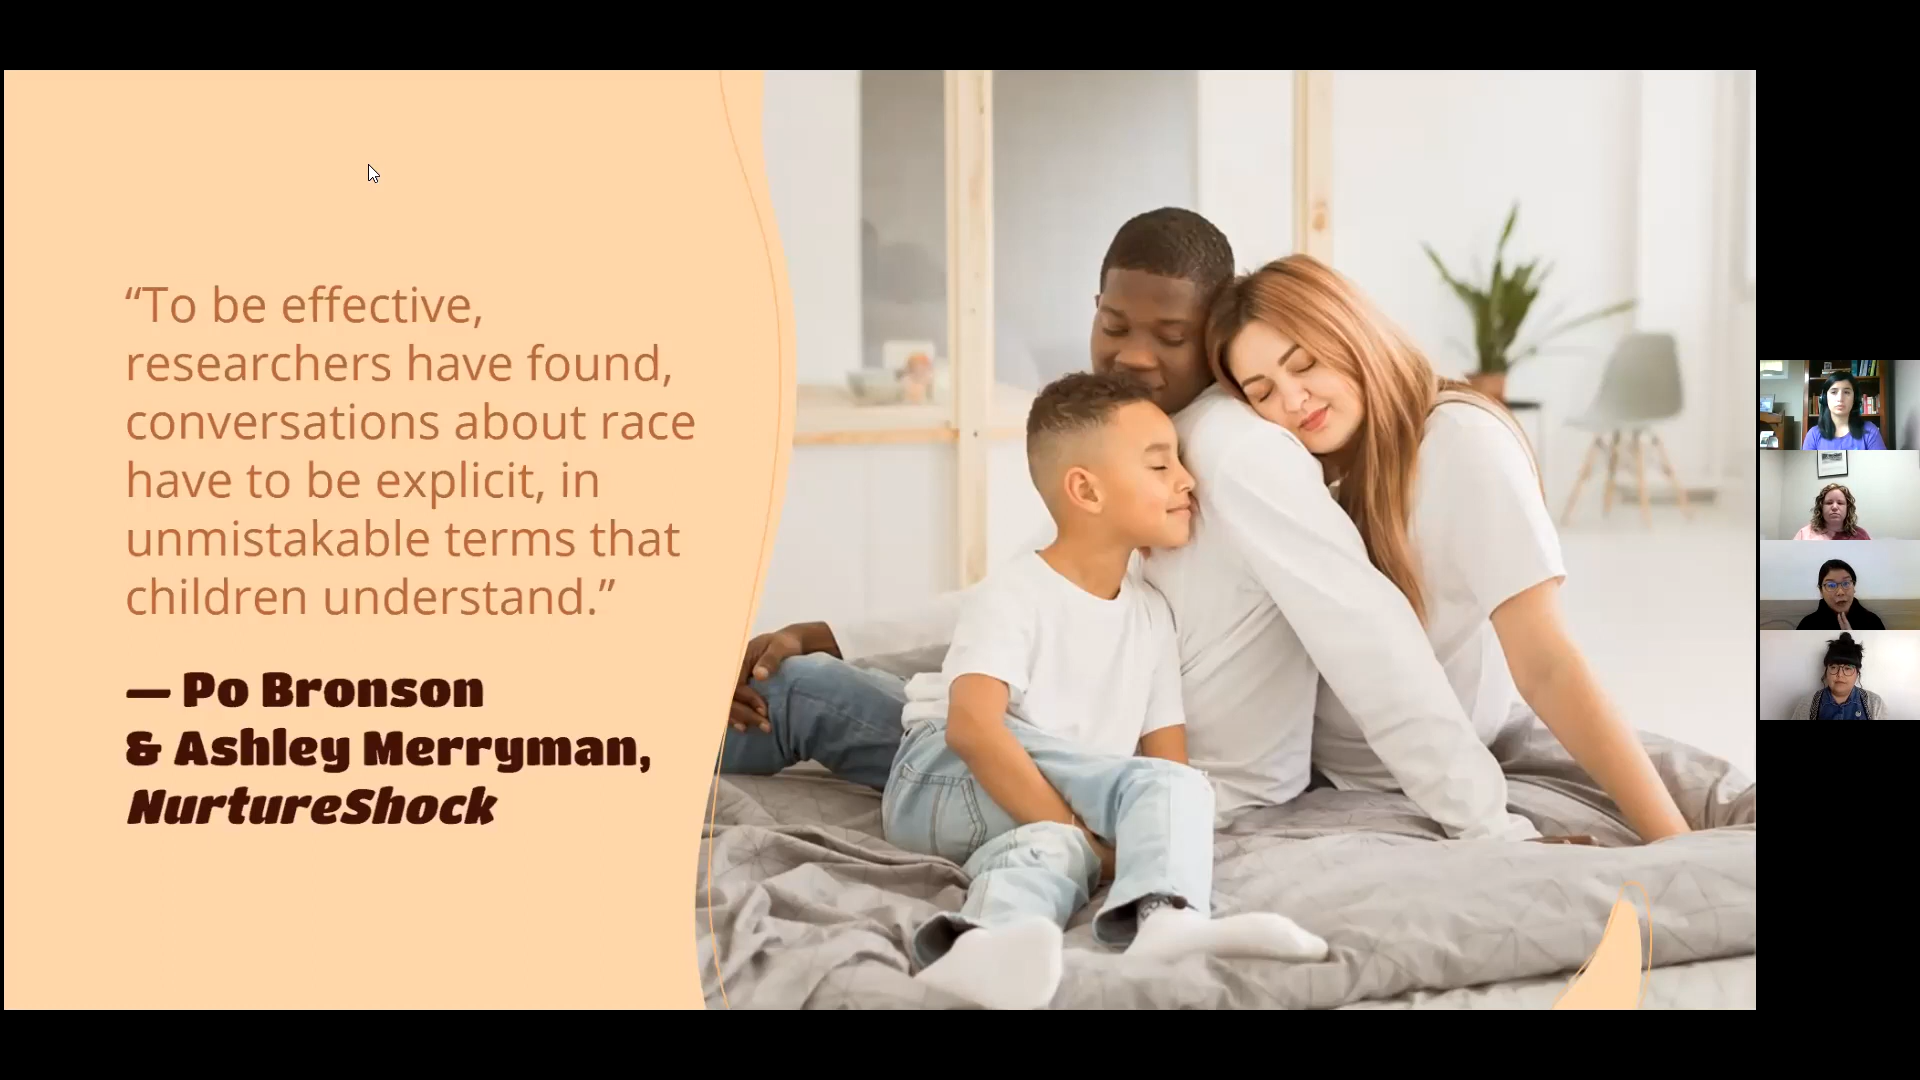 “To be effective,
researchers have found,
conversations about race
have to be explicit, in
unmistakable terms that
children understand.”
— Po Bronson
& Ashley Merryman,
NurtureShock